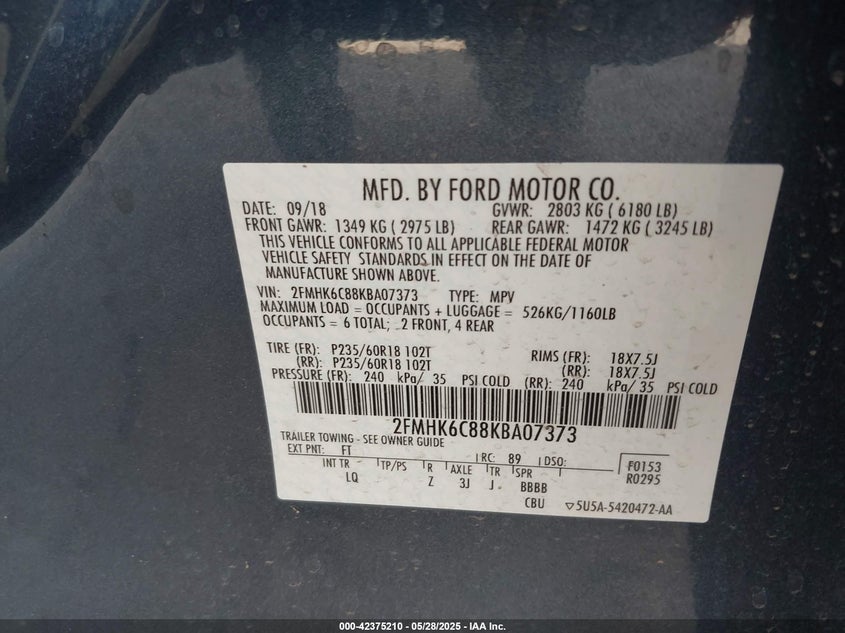 MFD. BY FORD MOTOR CO.
DATE: 09/18 GVWR: 2803 KG ( 6180 LB)
FRONT GAWR: 1349 KG ( 2975 LB) REAR GAWR: 1472 KG ( 3245 LB)
THIS VEHICLE CONFORMS TO ALL APPLICABLE FEDERAL MOTOR
VEHICLE SAFETY STANDARDS IN EFFECT ON THE DATE OF
MANUFACTURE SHOWN ABOVE.
VIN: 2FMHK6C88KBA07373 TYPE: MPV
MAXIMUM LOAD = OCCUPANTS + LUGGAGE = 526KG/1160LB
OCCUPANTS = 6 TOTAL; 2 FRONT, 4 REAR
TIRE (FR): P235/60R18 102T RIMS (FR): 18X7.5J
(RR): P235/60R18 102T (RR): 18X7.5J
PRESSURE (FR): 240 kPa/ 35 PSI COLD (RR): 240 kPa/ 35 PSI COLD
2FMHK6C88KBA07373
TRAILER TOWING - SEE OWNER GUIDE
EXT PNT: FT RC: 89 DSO: F0153
INT TR TP/PS R AXLE TR SPR R0295
LQ Z 3J J BBBB
CBU ▽5U5A-5420472-AA
000-42375210 - 05/28/2025 - IAA Inc.